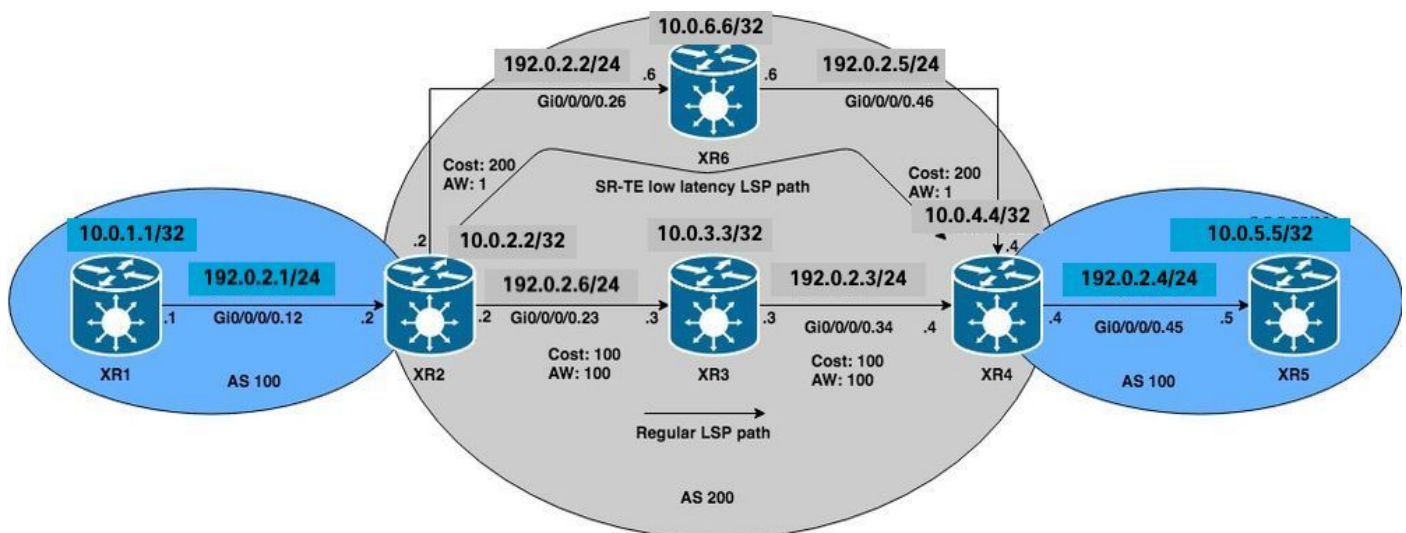 10.0.6.6/32
192.0.2.2/24
.6
.6
192.0.2.5/24
Gi0/0/0/0.26
Gi0/0/0/0.46
XR6
Cost: 200
AW: 1
SR-TE low latency LSP path
Cost: 200
AW: 1
10.0.1.1/32
.2
10.0.2.2/32
10.0.3.3/32
10.0.4.4/32
.4
10.0.5.5/32
192.0.2.1/24
192.0.2.6/24
192.0.2.3/24
192.0.2.4/24
.1
Gi0/0/0/0.12
.2
.2
Gi0/0/0/0.23
.3
.3
Gi0/0/0/0.34
.4
.4
Gi0/0/0/0.45
.5
Cost: 100
AW: 100
Cost: 100
AW: 100
XR1
AS 100
XR2
XR3
XR4
AS 100
XR5
Regular LSP path
AS 200